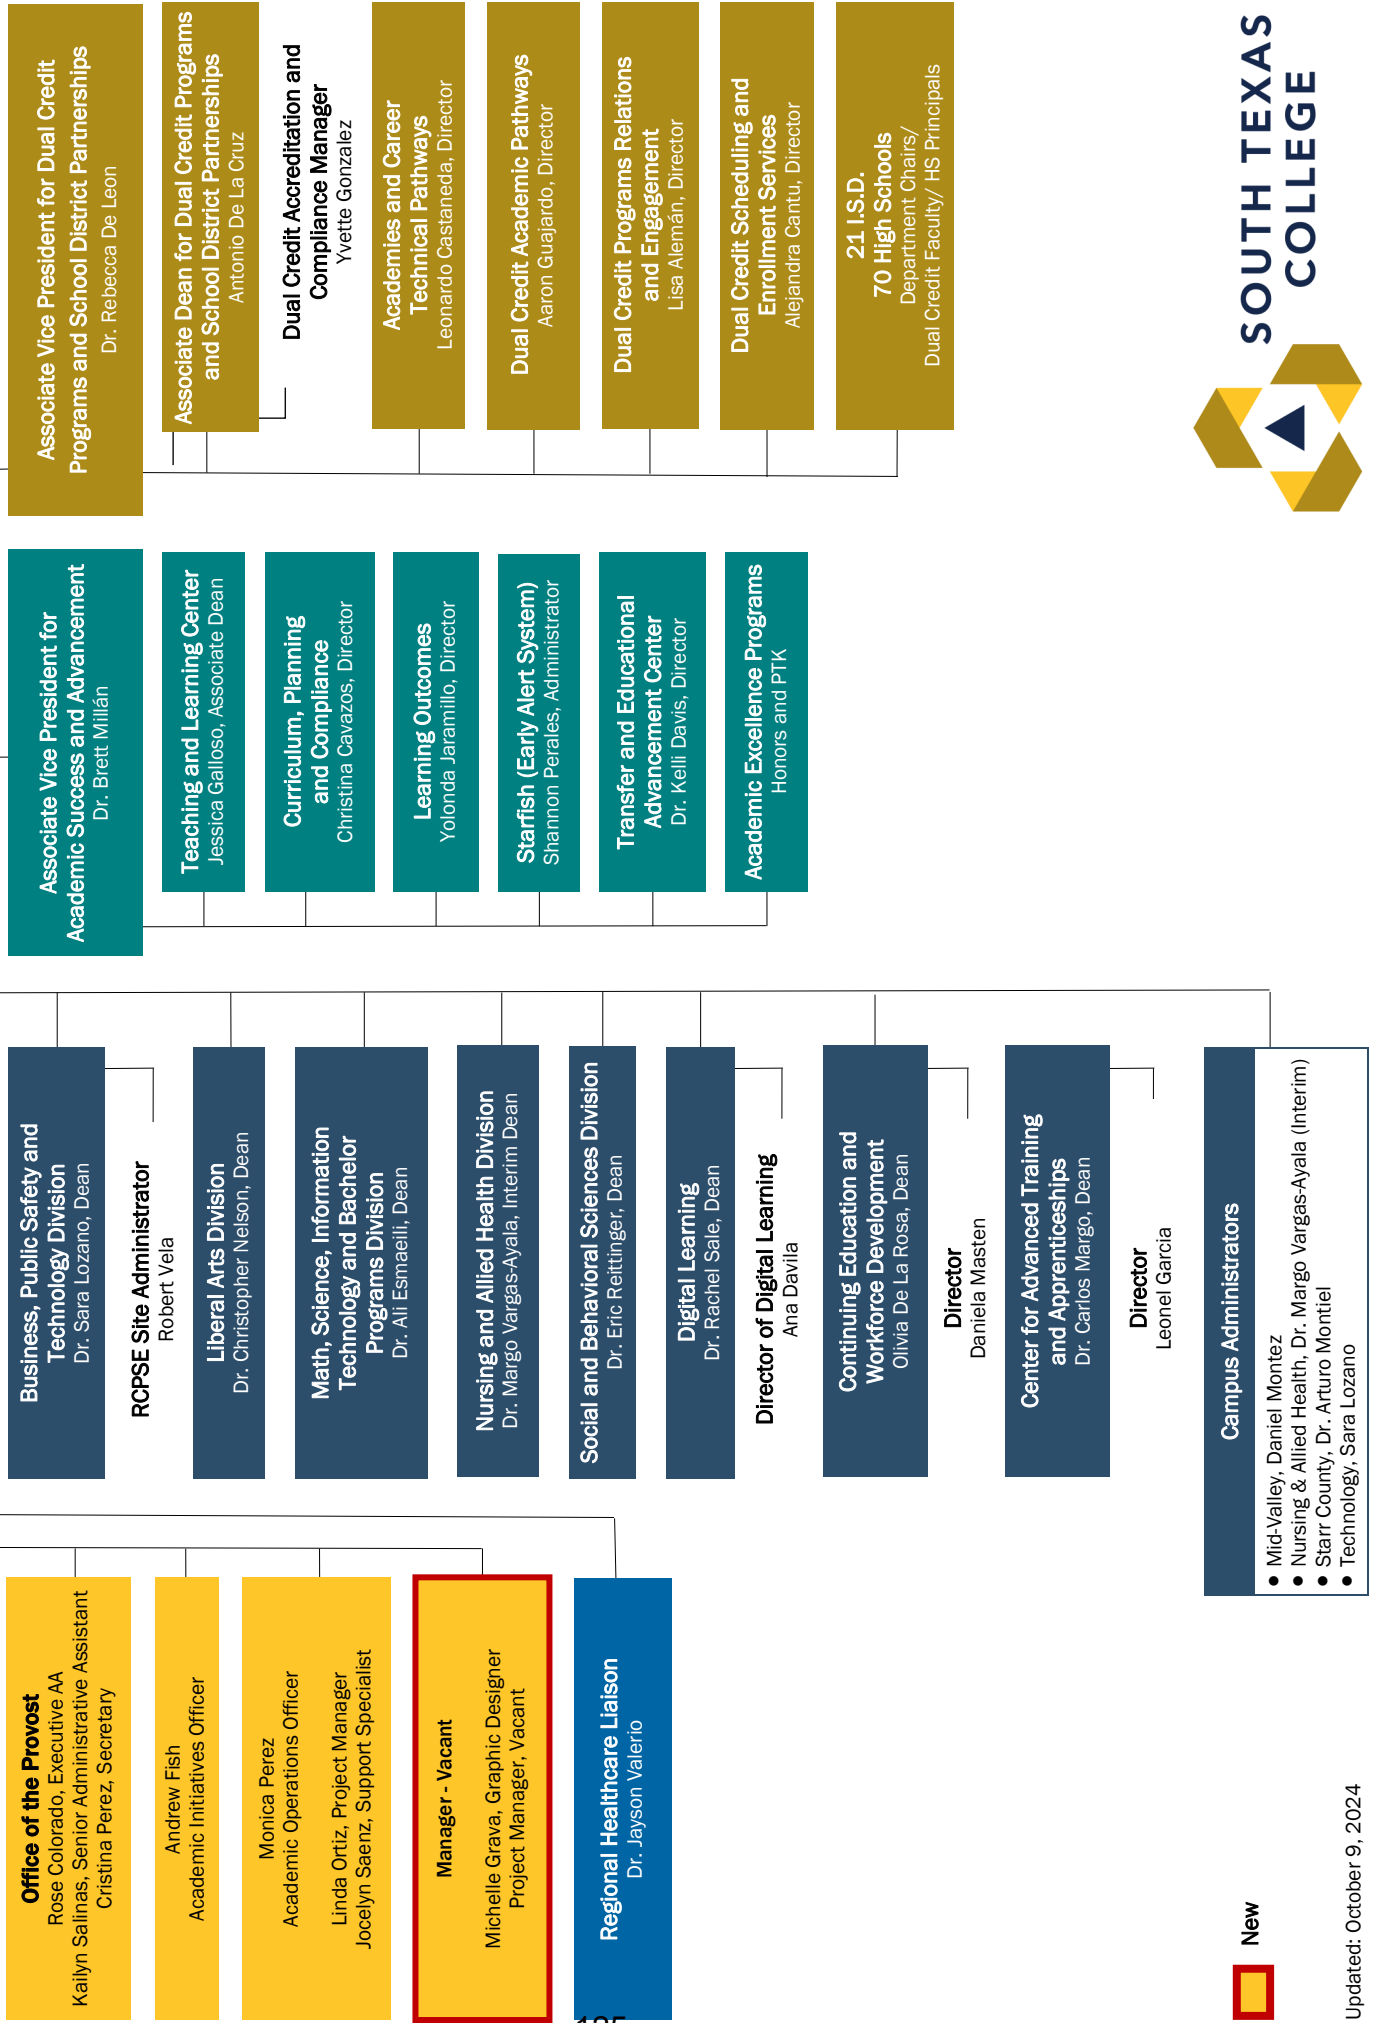 Office of the Provost
Rose Colorado, Executive AA
Kailyn Salinas, Senior Administrative Assistant
Cristina Perez, Secretary
Andrew Fish
Academic Initiatives Officer
Monica Perez
Academic Operations Officer
Linda Ortiz, Project Manager
Jocelyn Saenz, Support Specialist
Manager - Vacant
Michelle Grava, Graphic Designer
Project Manager, Vacant
Regional Healthcare Liaison
Dr. Jayson Valerio
Business, Public Safety and
Technology Division
Dr. Sara Lozano, Dean
RCPSE Site Administrator
Robert Vela
Liberal Arts Division
Dr. Christopher Nelson, Dean
Math, Science, Information
Technology and Bachelor
Programs Division
Dr. Ali Esmaeili, Dean
Nursing and Allied Health Division
Dr. Margo Vargas-Ayala, Interim Dean
Social and Behavioral Sciences Division
Dr. Eric Reittinger, Dean
Digital Learning
Dr. Rachel Sale, Dean
Director of Digital Learning
Ana Davila
Continuing Education and
Workforce Development
Olivia De La Rosa, Dean
Director
Daniela Masten
Center for Advanced Training
and Apprenticeships
Dr. Carlos Margo, Dean
Director
Leonel Garcia
Campus Administrators
● Mid-Valley, Daniel Montez
● Nursing & Allied Health, Dr. Margo Vargas-Ayala (Interim)
● Starr County, Dr. Arturo Montiel
● Technology, Sara Lozano
Associate Vice President for
Academic Success and Advancement
Dr. Brett Millán
Teaching and Learning Center
Jessica Galloso, Associate Dean
Curriculum, Planning
and Compliance
Christina Cavazos, Director
Learning Outcomes
Yolonda Jaramillo, Director
Starfish (Early Alert System)
Shannon Perales, Administrator
Transfer and Educational
Advancement Center
Dr. Kelli Davis, Director
Academic Excellence Programs
Honors and PTK
Associate Vice President for Dual Credit
Programs and School District Partnerships
Dr. Rebecca De Leon
Associate Dean for Dual Credit Programs
and School District Partnerships
Antonio De La Cruz
Dual Credit Accreditation and
Compliance Manager
Yvette Gonzalez
Academies and Career
Technical Pathways
Leonardo Castaneda, Director
Dual Credit Academic Pathways
Aaron Guajardo, Director
Dual Credit Programs Relations
and Engagement
Lisa Alemán, Director
Dual Credit Scheduling and
Enrollment Services
Alejandra Cantu, Director
21 I.S.D.
70 High Schools
Department Chairs/
Dual Credit Faculty/ HS Principals
New
Updated: October 9, 2024
SOUTH TEXAS
COLLEGE